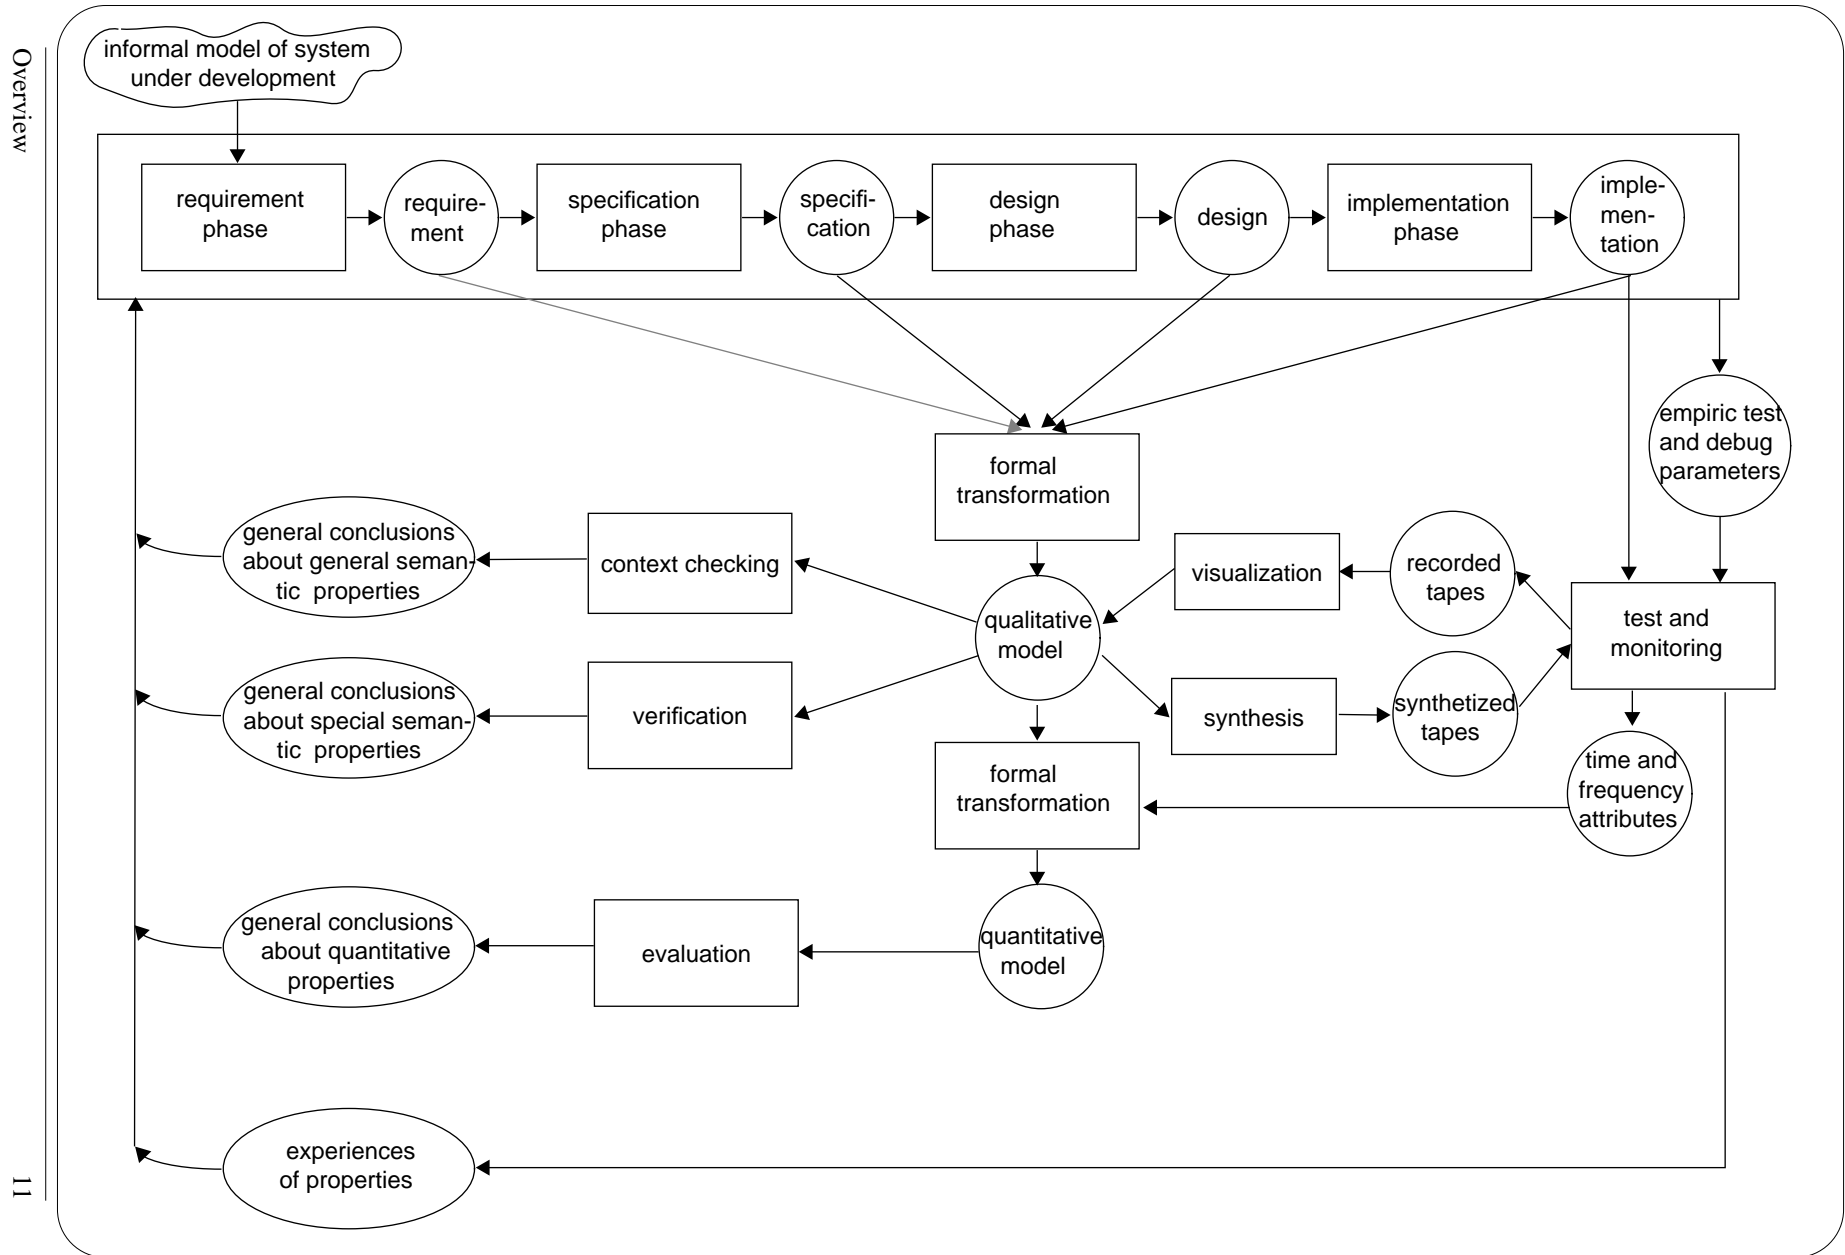 Overview
11
informal model of system
under development
requirement
phase
require-
ment
specification
phase
specifi-
cation
design
phase
design
implementation
phase
imple-
men-
tation
empiric test
and debug
parameters
formal
transformation
general conclusions
about general seman-
tic properties
context checking
qualitative
model
visualization
recorded
tapes
test and
monitoring
general conclusions
about special seman-
tic properties
verification
synthesis
synthetized
tapes
formal
transformation
time and
frequency
attributes
general conclusions
about quantitative
properties
evaluation
quantitative
model
experiences
of properties